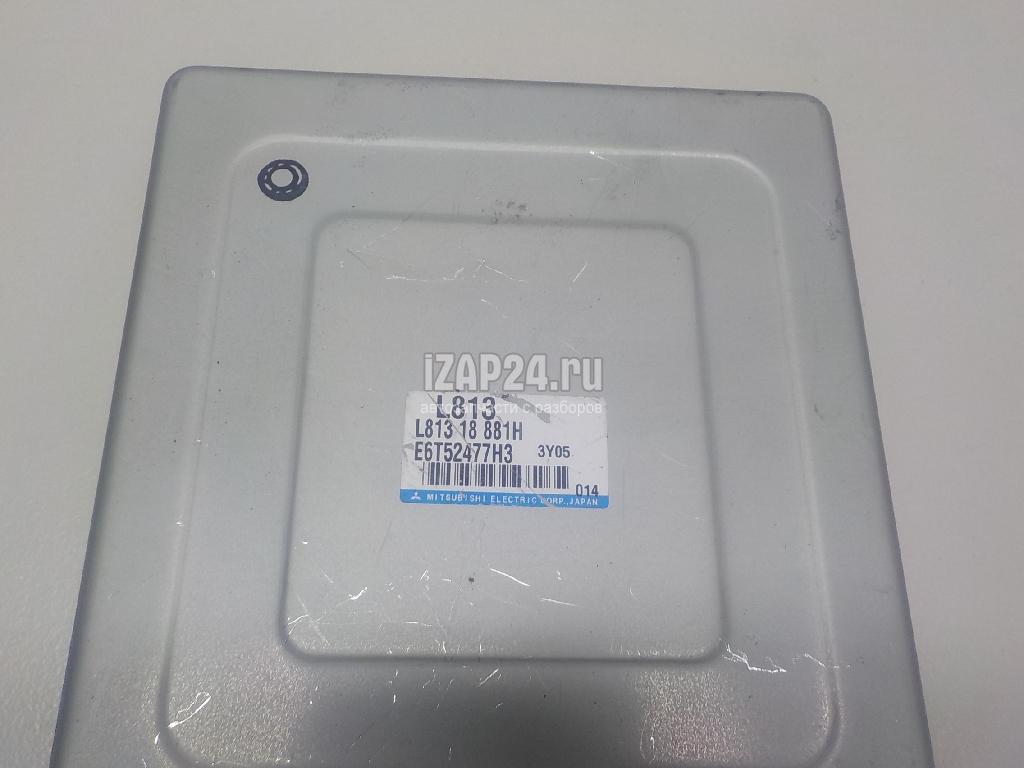 iZAP24.ru
автозапчасти с разборов
L813
L813 18 881H
E6T52477H3 3Y05
014
MITSUBISHI ELECTRIC CORP., JAPAN